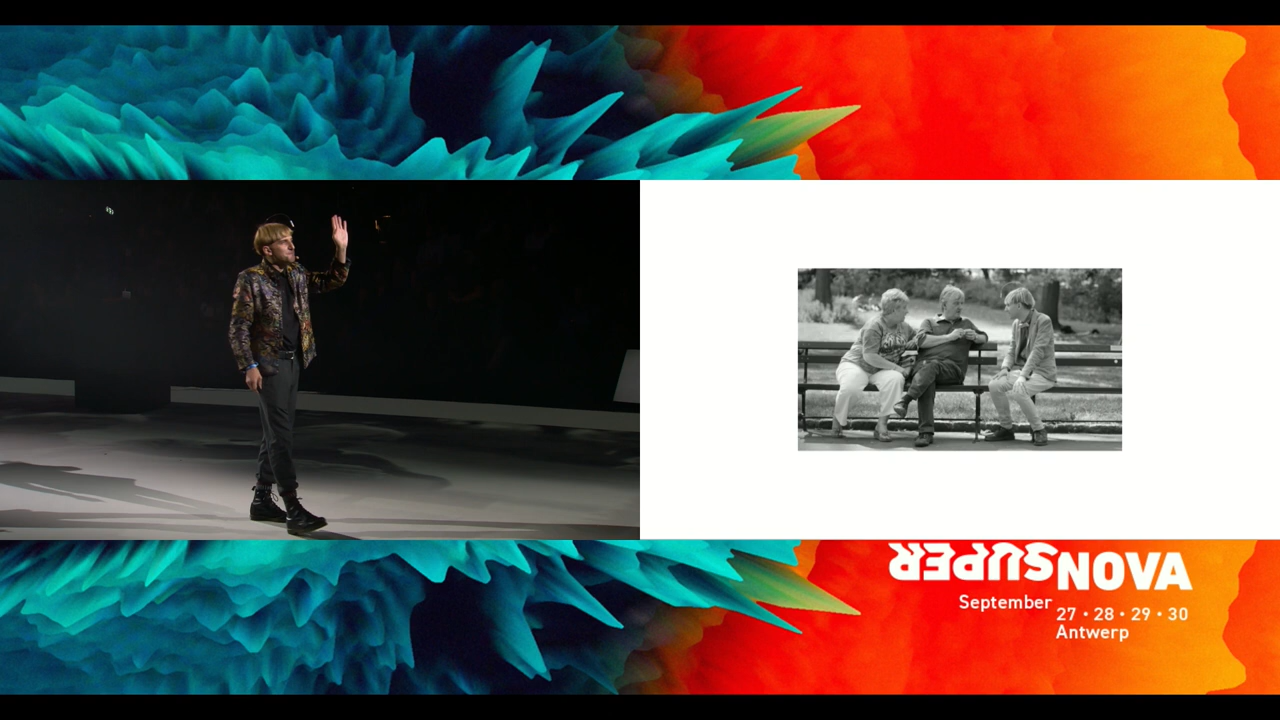 SUPERNOVA
September
27 • 28 • 29 • 30
Antwerp